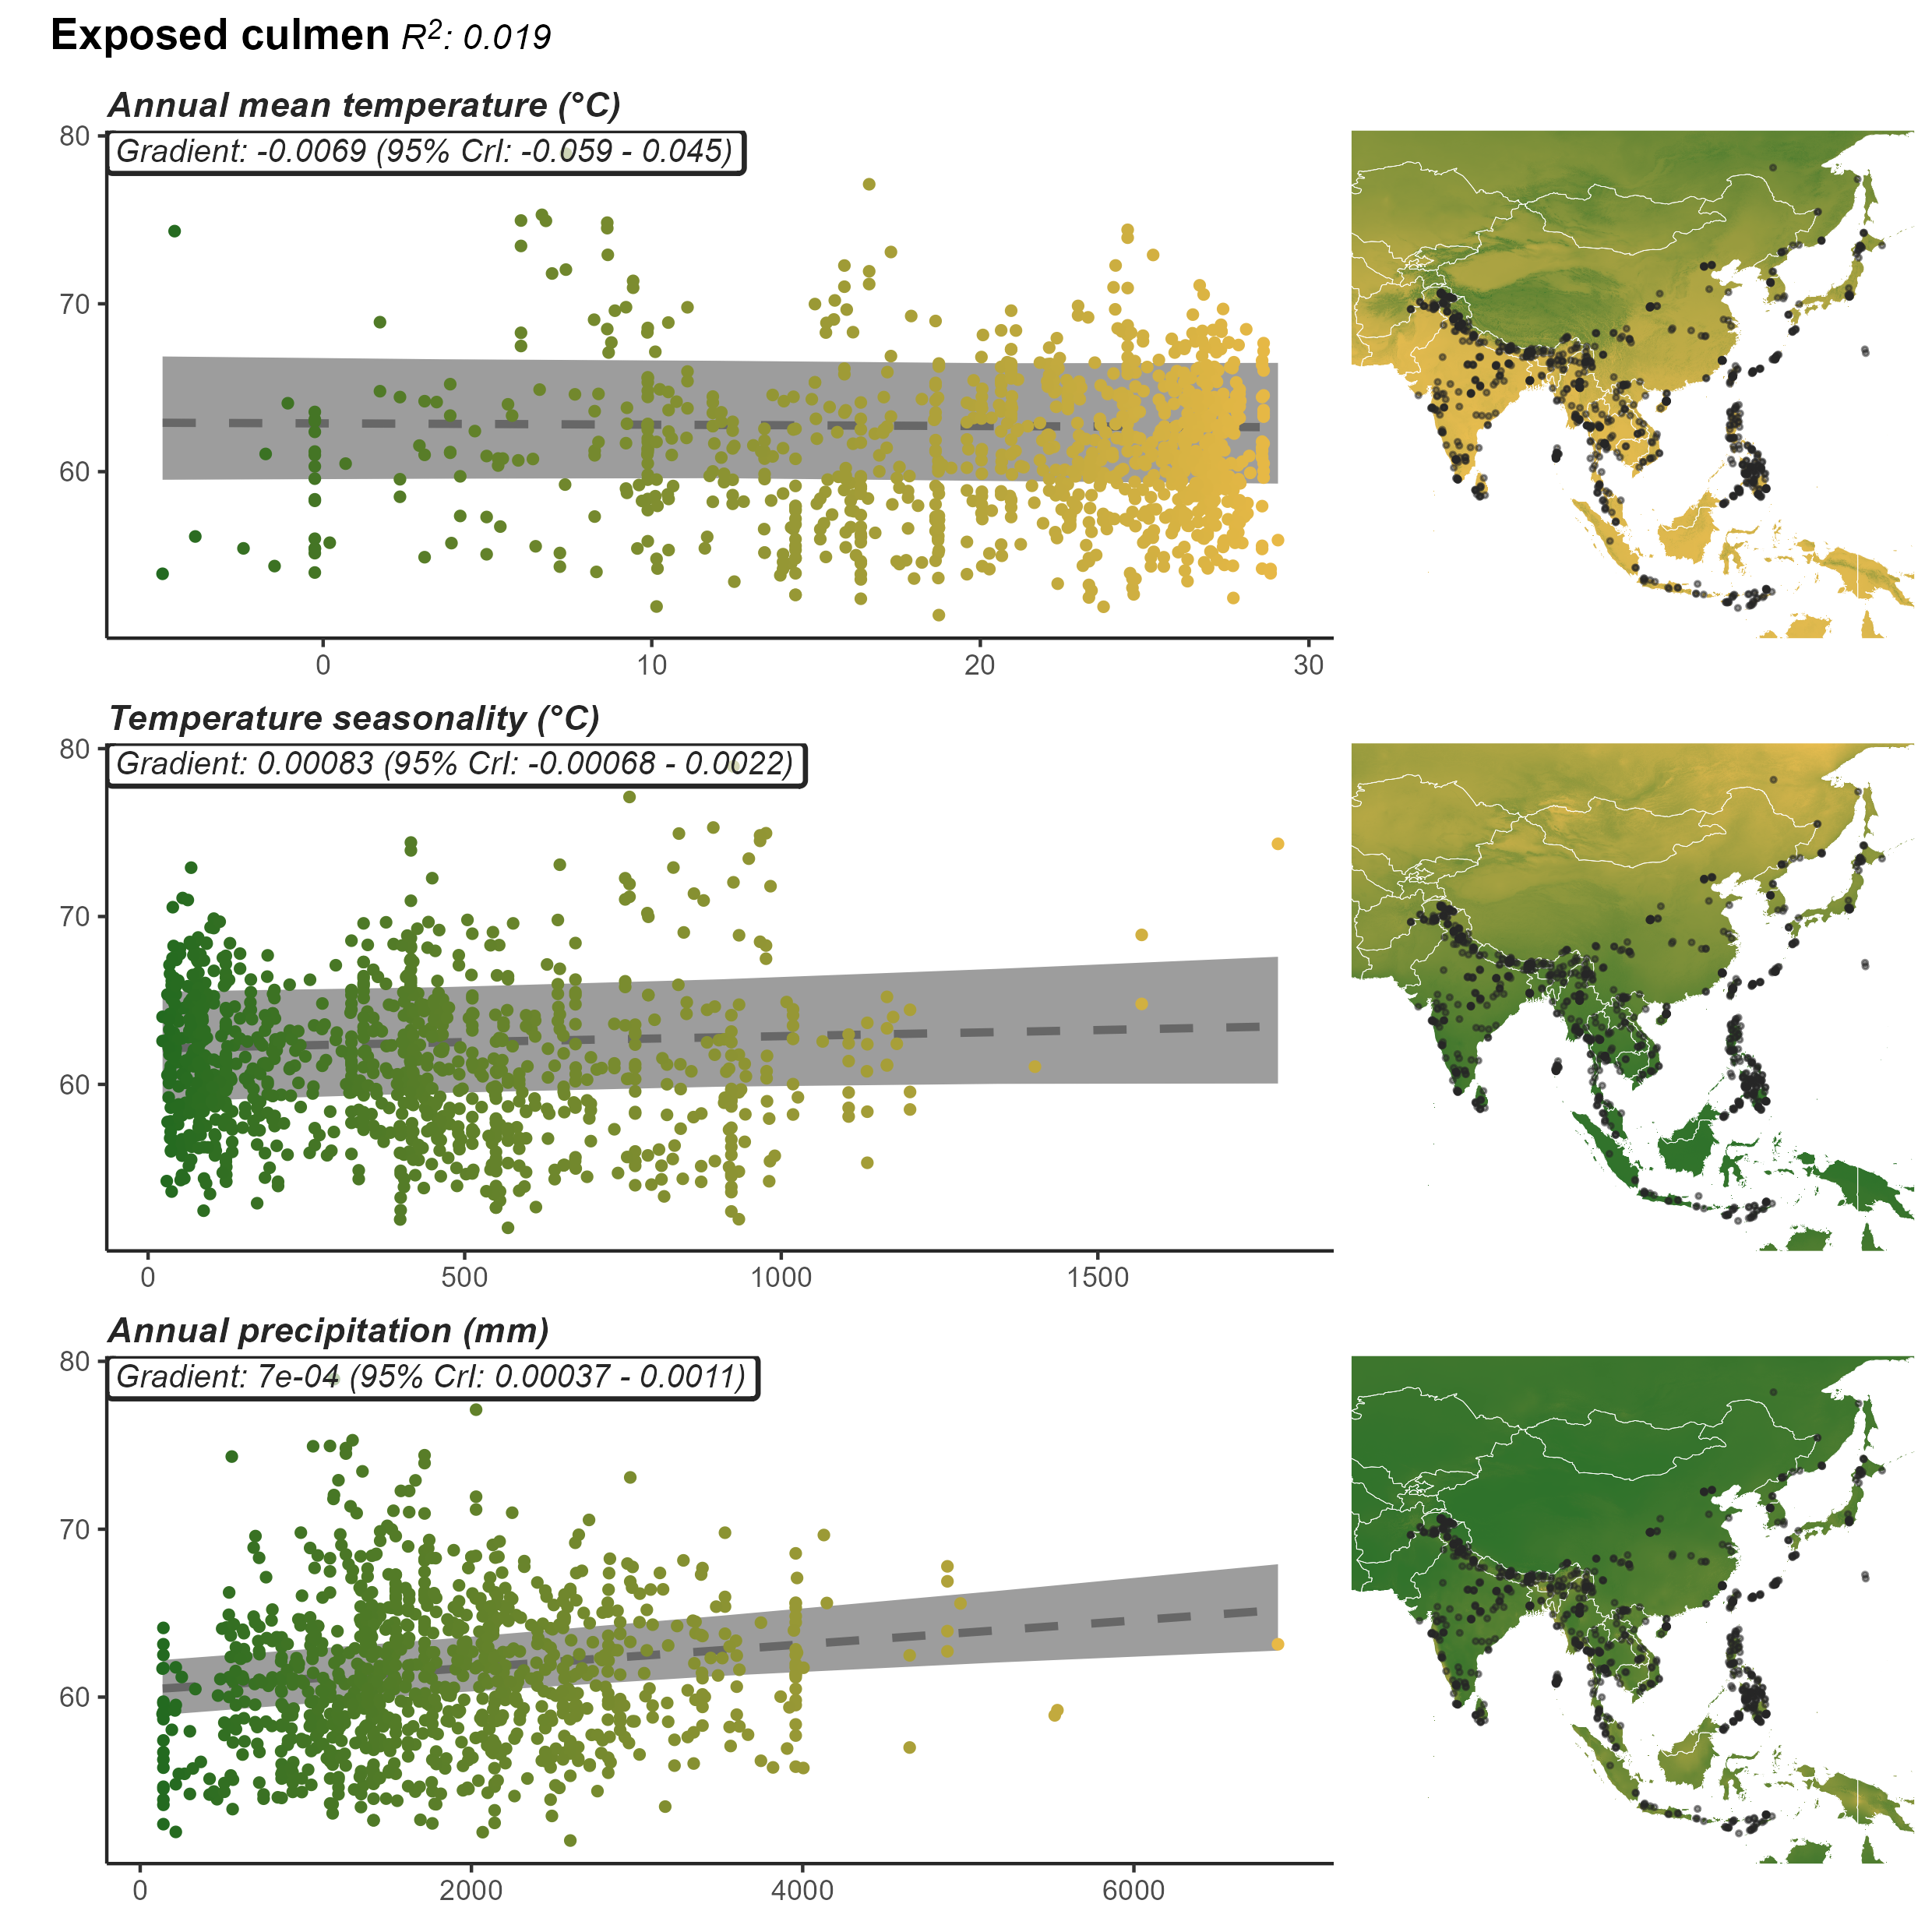 Exposed culmen R²: 0.019
Annual mean temperature (°C)
Gradient: -0.0069 (95% CrI: -0.059 - 0.045)
80
70
60
0 10 20 30
Temperature seasonality (°C)
Gradient: 0.00083 (95% CrI: -0.00068 - 0.0022)
80
70
60
0 500 1000 1500
Annual precipitation (mm)
Gradient: 7e-04 (95% CrI: 0.00037 - 0.0011)
80
70
60
0 2000 4000 6000